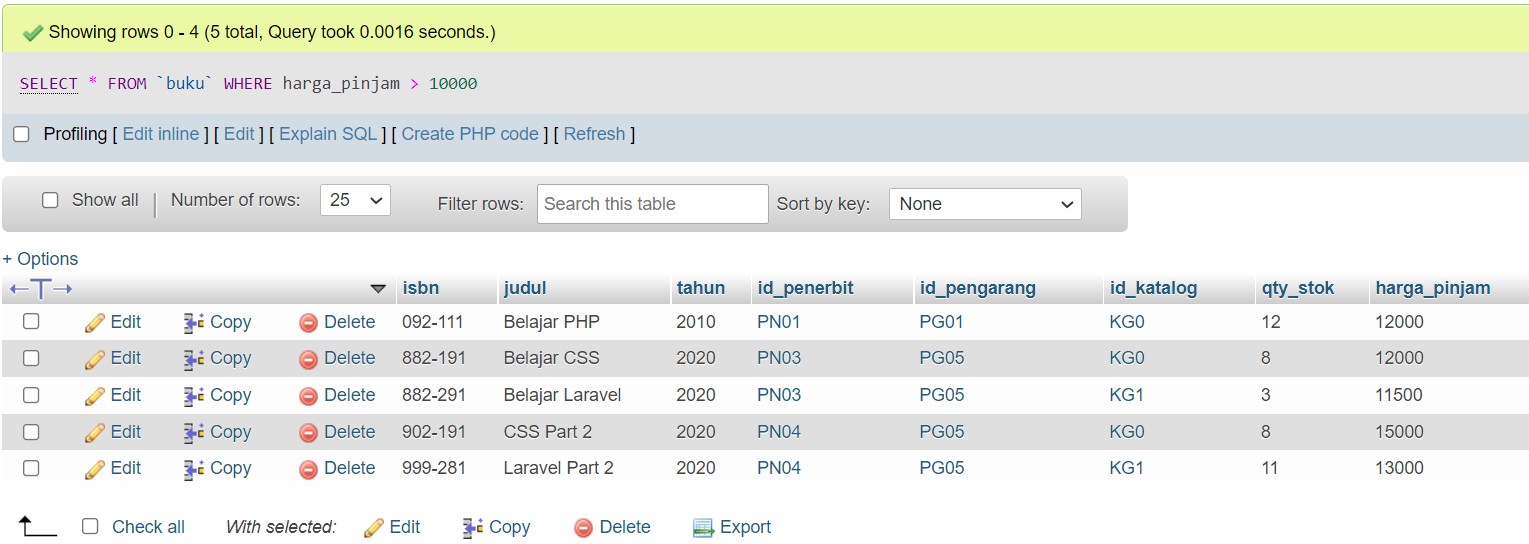 Showing rows 0 - 4 (5 total, Query took 0.0016 seconds.)
SELECT * FROM `buku` WHERE harga_pinjam > 10000
Profiling [ Edit inline ] [ Edit ] [ Explain SQL ] [ Create PHP code ] [ Refresh ]
Show all | Number of rows: 25 Filter rows: Search this table Sort by key: None
+ Options
←T→ isbn judul tahun id_penerbit id_pengarang id_katalog qty_stok harga_pinjam
Edit Copy Delete 092-111 Belajar PHP 2010 PN01 PG01 KG0 12 12000
Edit Copy Delete 882-191 Belajar CSS 2020 PN03 PG05 KG0 8 12000
Edit Copy Delete 882-291 Belajar Laravel 2020 PN03 PG05 KG1 3 11500
Edit Copy Delete 902-191 CSS Part 2 2020 PN04 PG05 KG0 8 15000
Edit Copy Delete 999-281 Laravel Part 2 2020 PN04 PG05 KG1 11 13000
Check all With selected: Edit Copy Delete Export